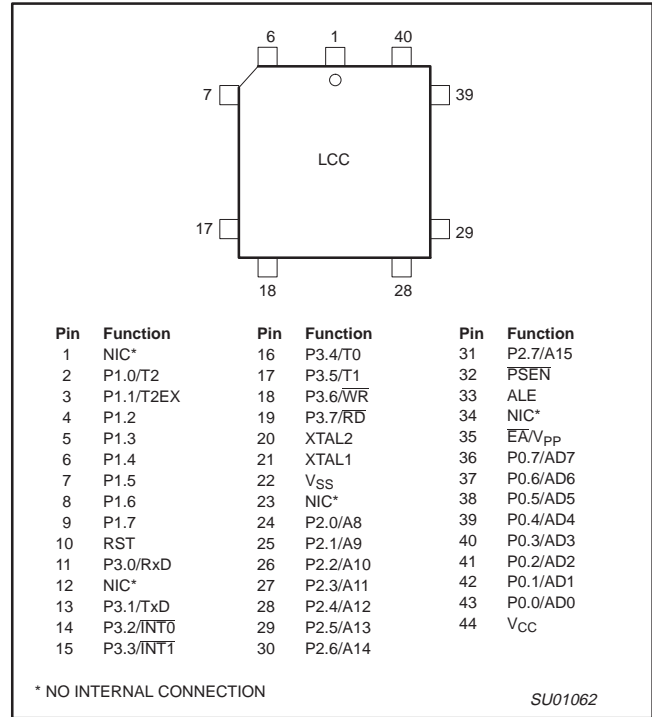 6 1 40
7 39
LCC
17 29
18 28
Pin Function Pin Function Pin Function
1 NIC* 16 P3.4/T0 31 P2.7/A15
2 P1.0/T2 17 P3.5/T1 32 P̅S̅E̅N̅
3 P1.1/T2EX 18 P3.6/W̅R̅ 33 ALE
4 P1.2 19 P3.7/R̅D̅ 34 NIC*
5 P1.3 20 XTAL2 35 E̅A̅/VPP
6 P1.4 21 XTAL1 36 P0.7/AD7
7 P1.5 22 VSS 37 P0.6/AD6
8 P1.6 23 NIC* 38 P0.5/AD5
9 P1.7 24 P2.0/A8 39 P0.4/AD4
10 RST 25 P2.1/A9 40 P0.3/AD3
11 P3.0/RxD 26 P2.2/A10 41 P0.2/AD2
12 NIC* 27 P2.3/A11 42 P0.1/AD1
13 P3.1/TxD 28 P2.4/A12 43 P0.0/AD0
14 P3.2/I̅N̅T̅0̅ 29 P2.5/A13 44 VCC
15 P3.3/I̅N̅T̅1̅ 30 P2.6/A14
* NO INTERNAL CONNECTION
SU01062